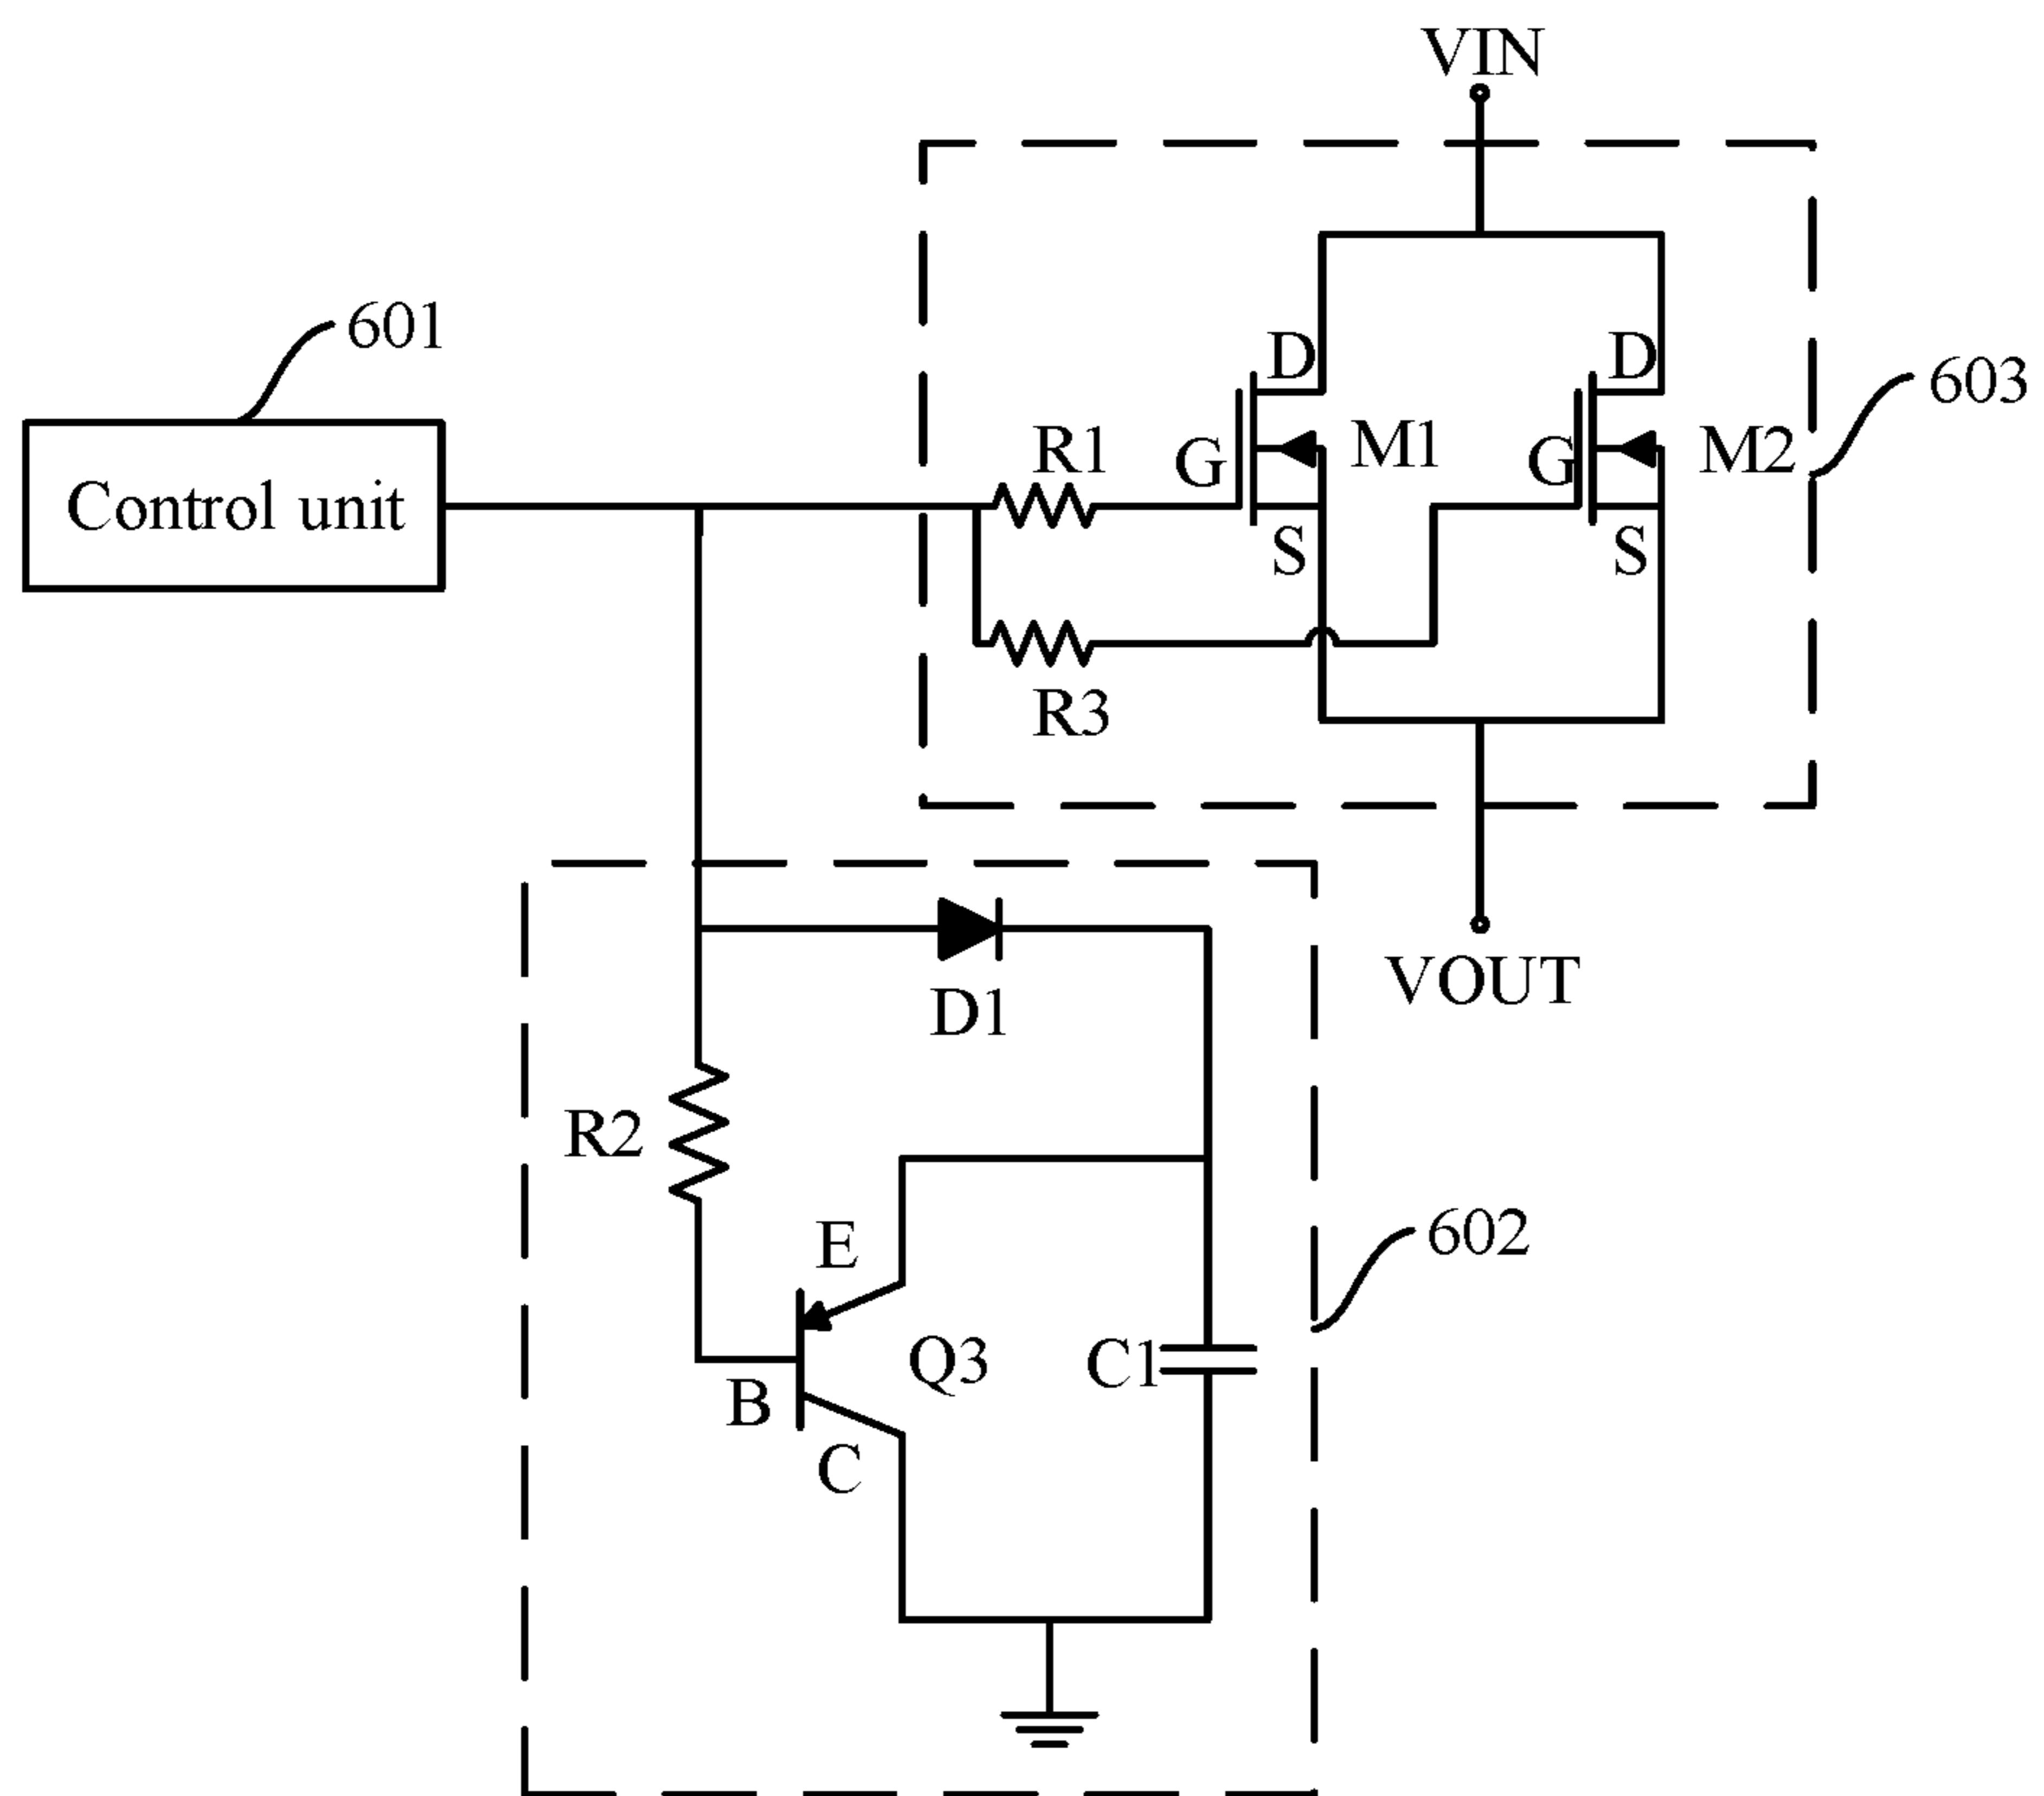 VIN
601
D
D
603
R1
G
M1
G
M2
Control unit
S
S
R3
VOUT
D1
R2
E
602
Q3
C1
B
C